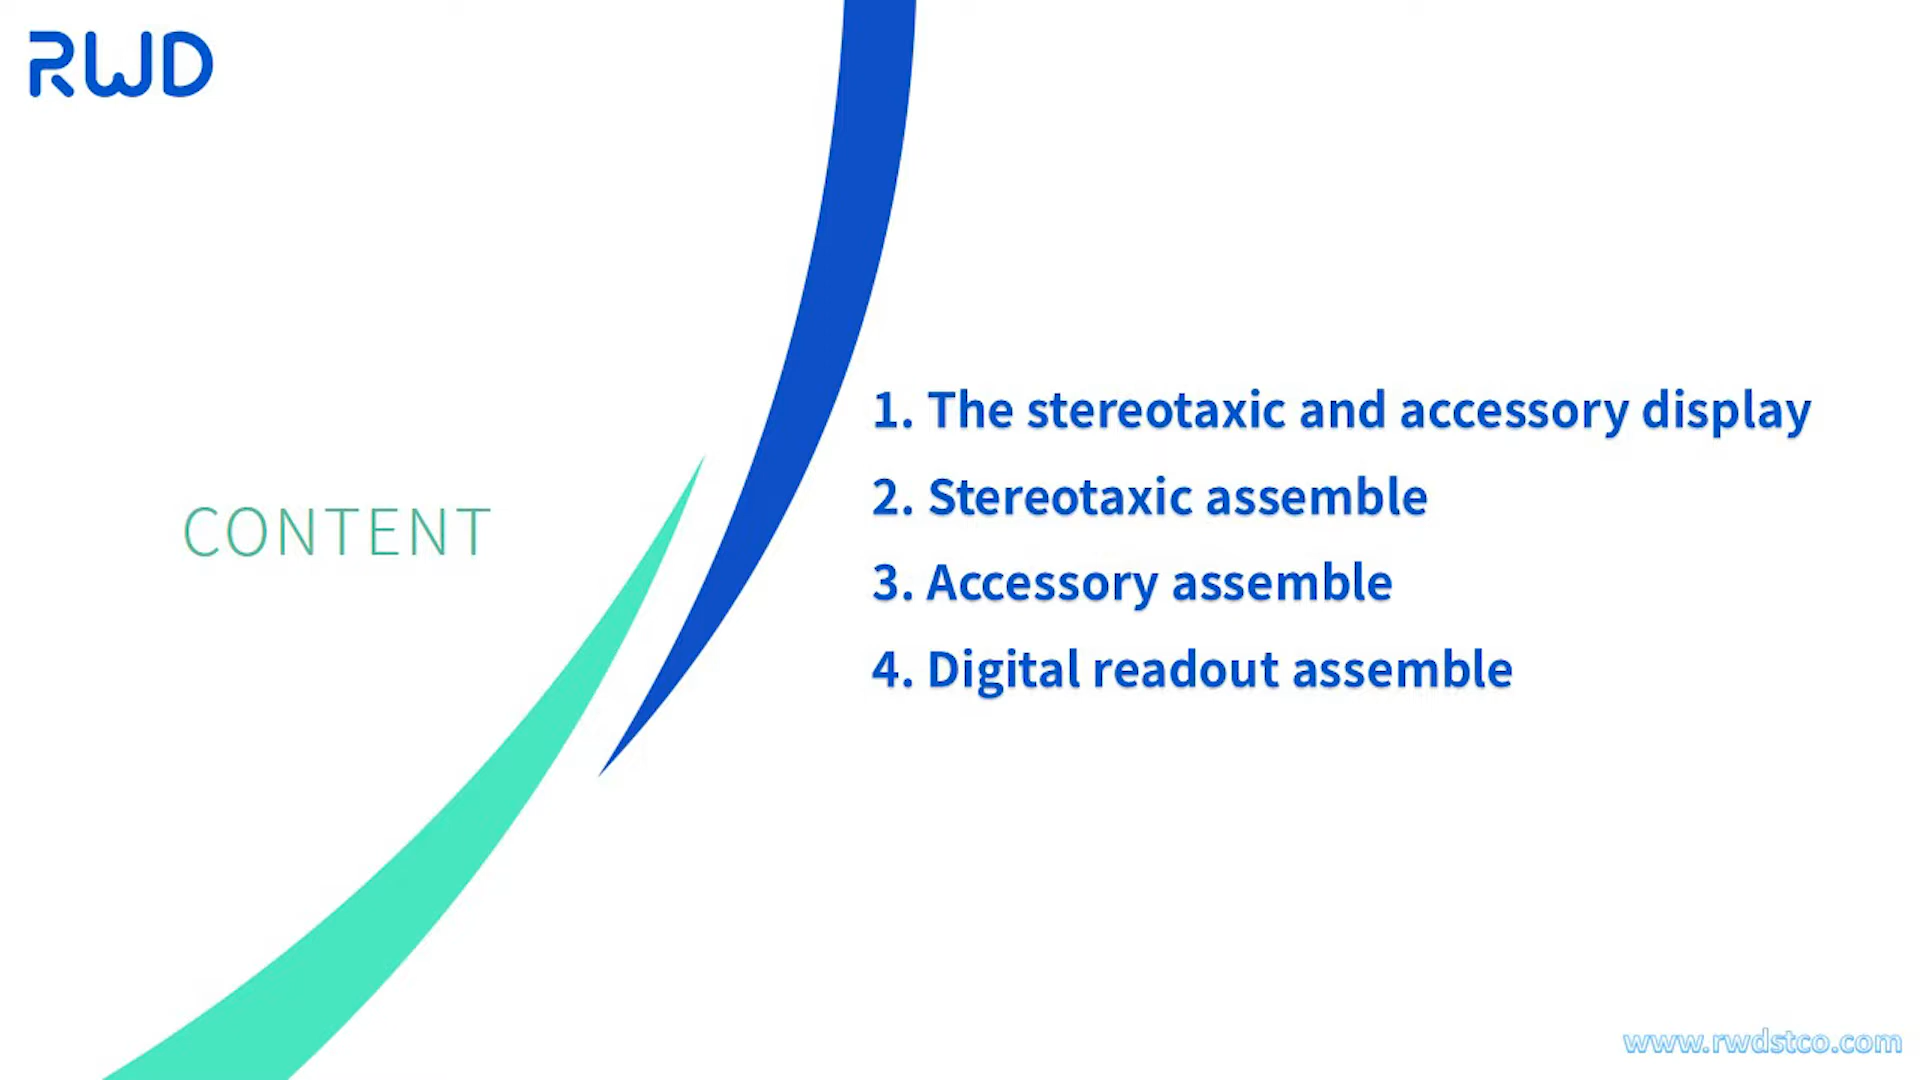 RWD
CONTENT
1. The stereotaxic and accessory display
2. Stereotaxic assemble
3. Accessory assemble
4. Digital readout assemble
www.rwdstco.com